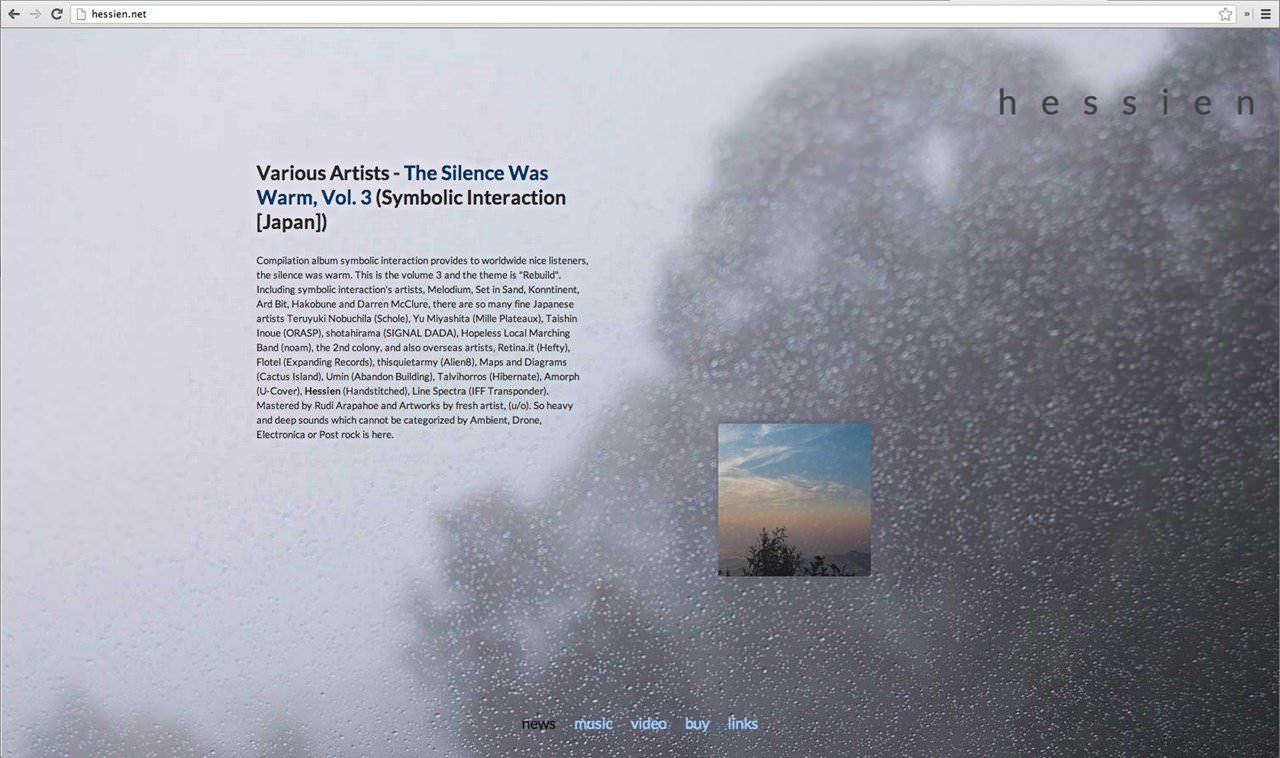 hessien.net
h e s s i e n
Various Artists - The Silence Was
Warm, Vol. 3 (Symbolic Interaction
[Japan])
Compilation album symbolic interaction provides to worldwide nice listeners,
the silence was warm. This is the volume 3 and the theme is "Rebuild".
Including symbolic interaction's artists, Melodium, Set in Sand, Konntinent,
Ard Bit, Hakobune and Darren McClure, there are so many fine Japanese
artists Teruyuki Nobuchila (Schole), Yu Miyashita (Mille Plateaux), Taishin
Inoue (ORASP), shotahirama (SIGNAL DADA), Hopeless Local Marching
Band (noam), the 2nd colony, and also overseas artists, Retina.it (Hefty),
Flotel (Expanding Records), thisquietarmy (Alien8), Maps and Diagrams
(Cactus Island), Umin (Abandon Building), Talvihorros (Hibernate), Amorph
(U-Cover), Hessien (Handstitched), Line Spectra (IFF Transponder).
Mastered by Rudi Arapahoe and Artworks by fresh artist, (u/o). So heavy
and deep sounds which cannot be categorized by Ambient, Drone,
Electronica or Post rock is here.
news music video buy links